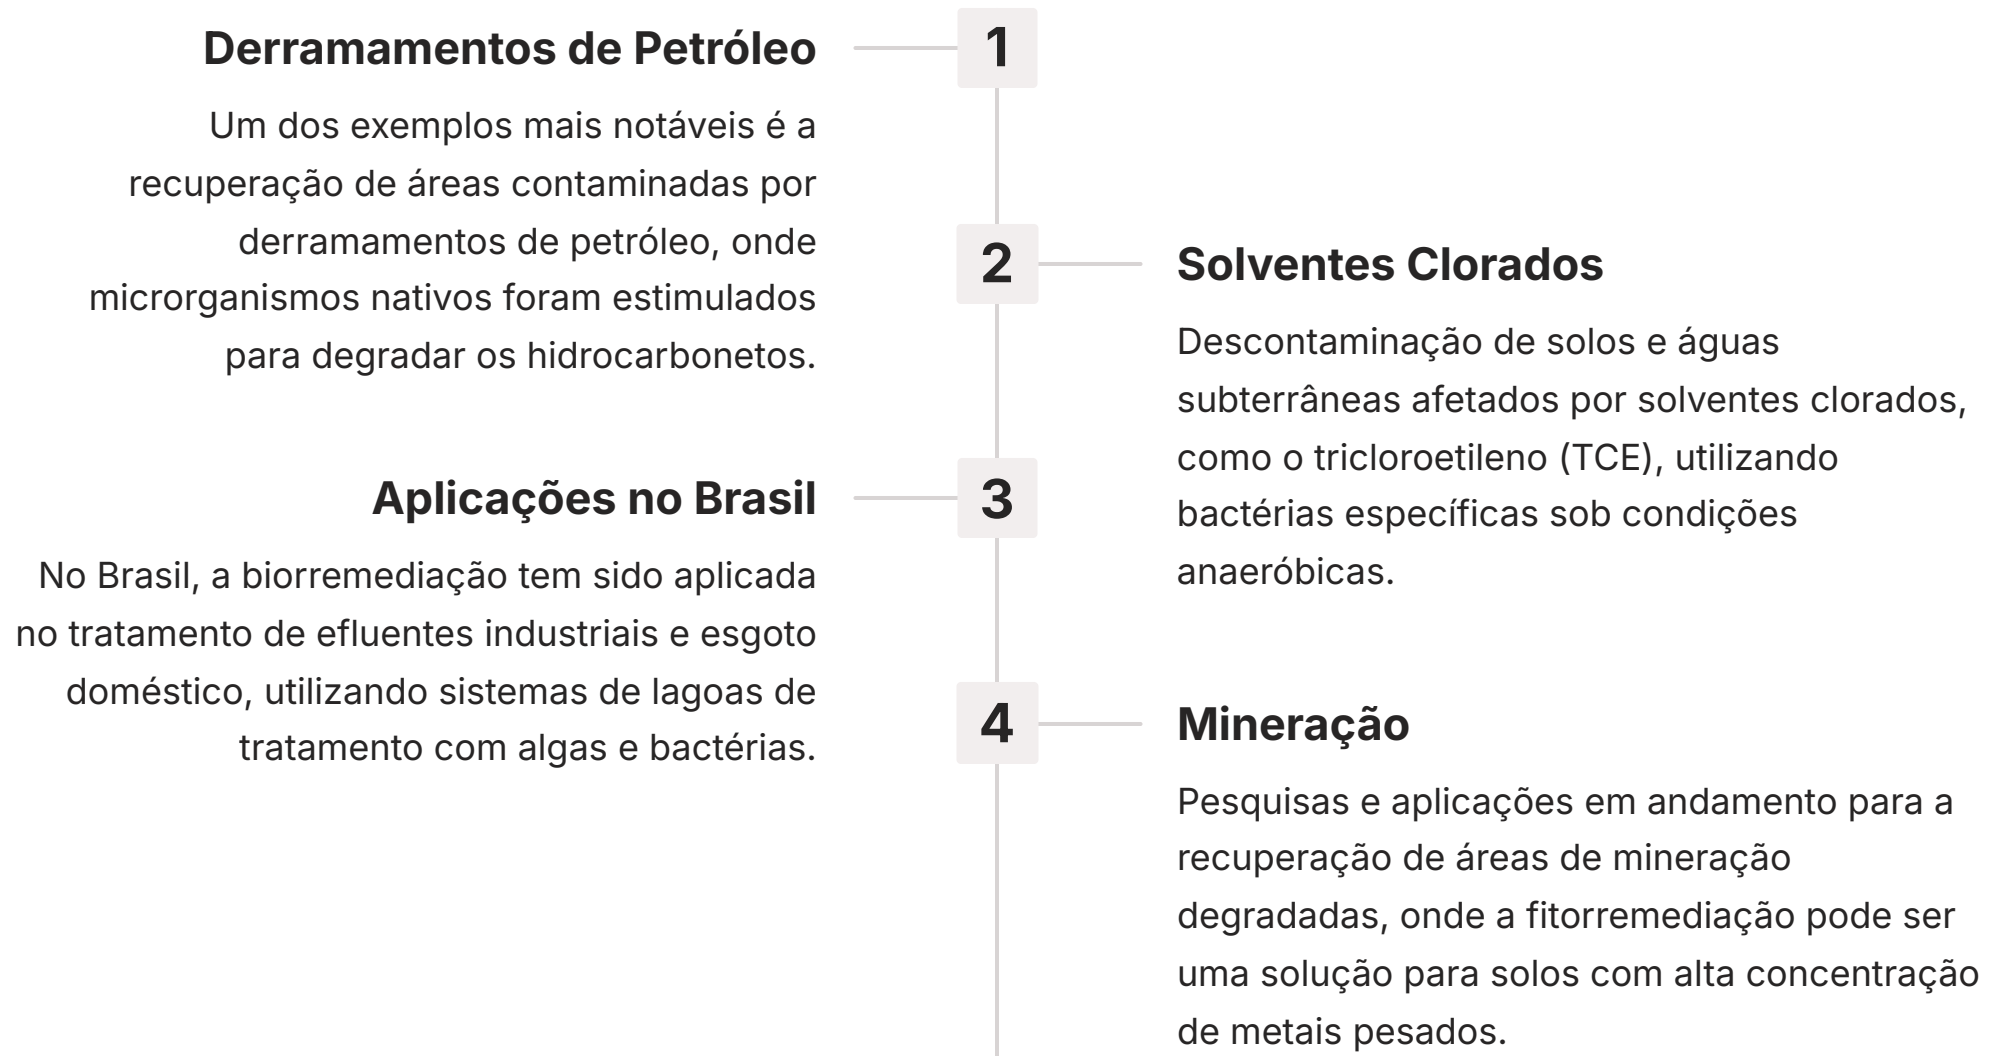 1
Derramamentos de Petróleo
Um dos exemplos mais notáveis é a
recuperação de áreas contaminadas por
derramamentos de petróleo, onde
microrganismos nativos foram estimulados
para degradar os hidrocarbonetos.
2
Solventes Clorados
Descontaminação de solos e águas
subterrâneas afetados por solventes clorados,
como o tricloroetileno (TCE), utilizando
bactérias específicas sob condições
anaeróbicas.
3
Aplicações no Brasil
No Brasil, a biorremediação tem sido aplicada
no tratamento de efluentes industriais e esgoto
doméstico, utilizando sistemas de lagoas de
tratamento com algas e bactérias.
4
Mineração
Pesquisas e aplicações em andamento para a
recuperação de áreas de mineração
degradadas, onde a fitorremediação pode ser
uma solução para solos com alta concentração
de metais pesados.